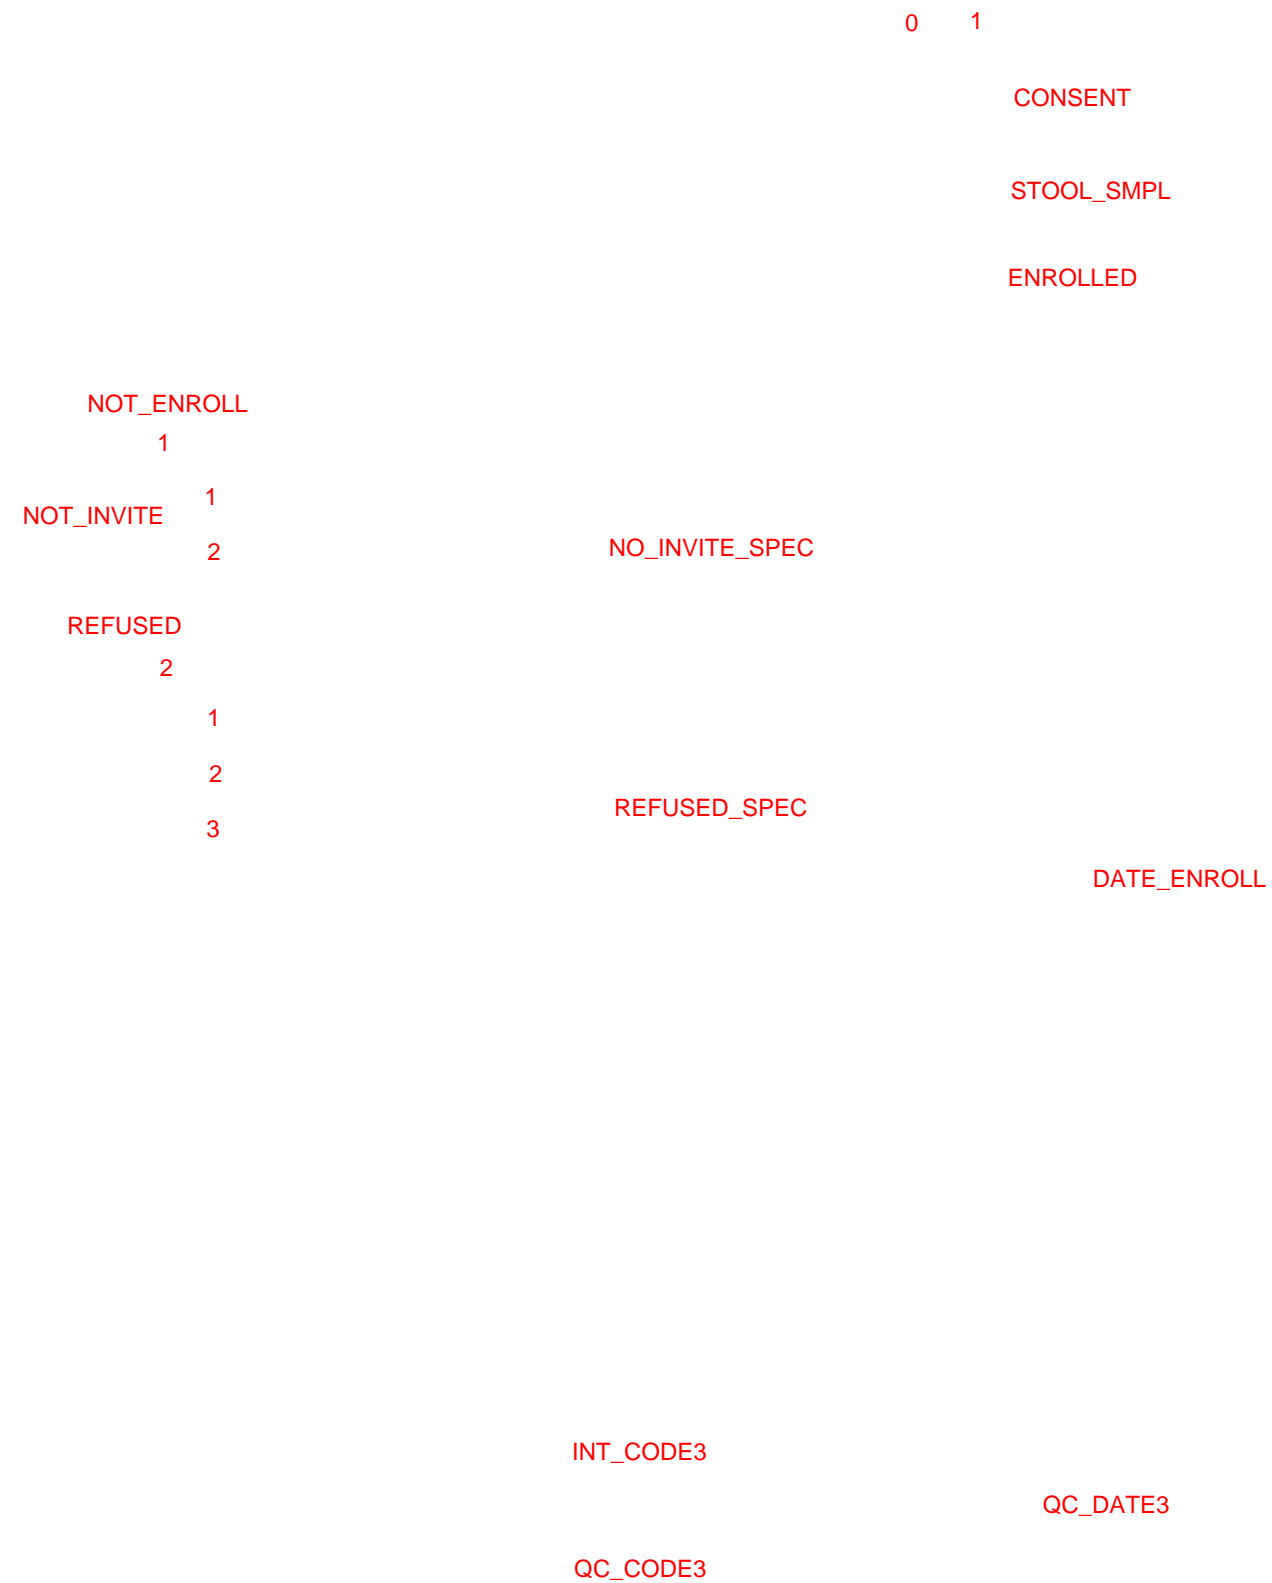 0 1
CONSENT
STOOL_SMPL
ENROLLED
NOT_ENROLL
1
1
NOT_INVITE
2 NO_INVITE_SPEC
REFUSED
2
1
2
REFUSED_SPEC
3
DATE_ENROLL
INT_CODE3
QC_DATE3
QC_CODE3